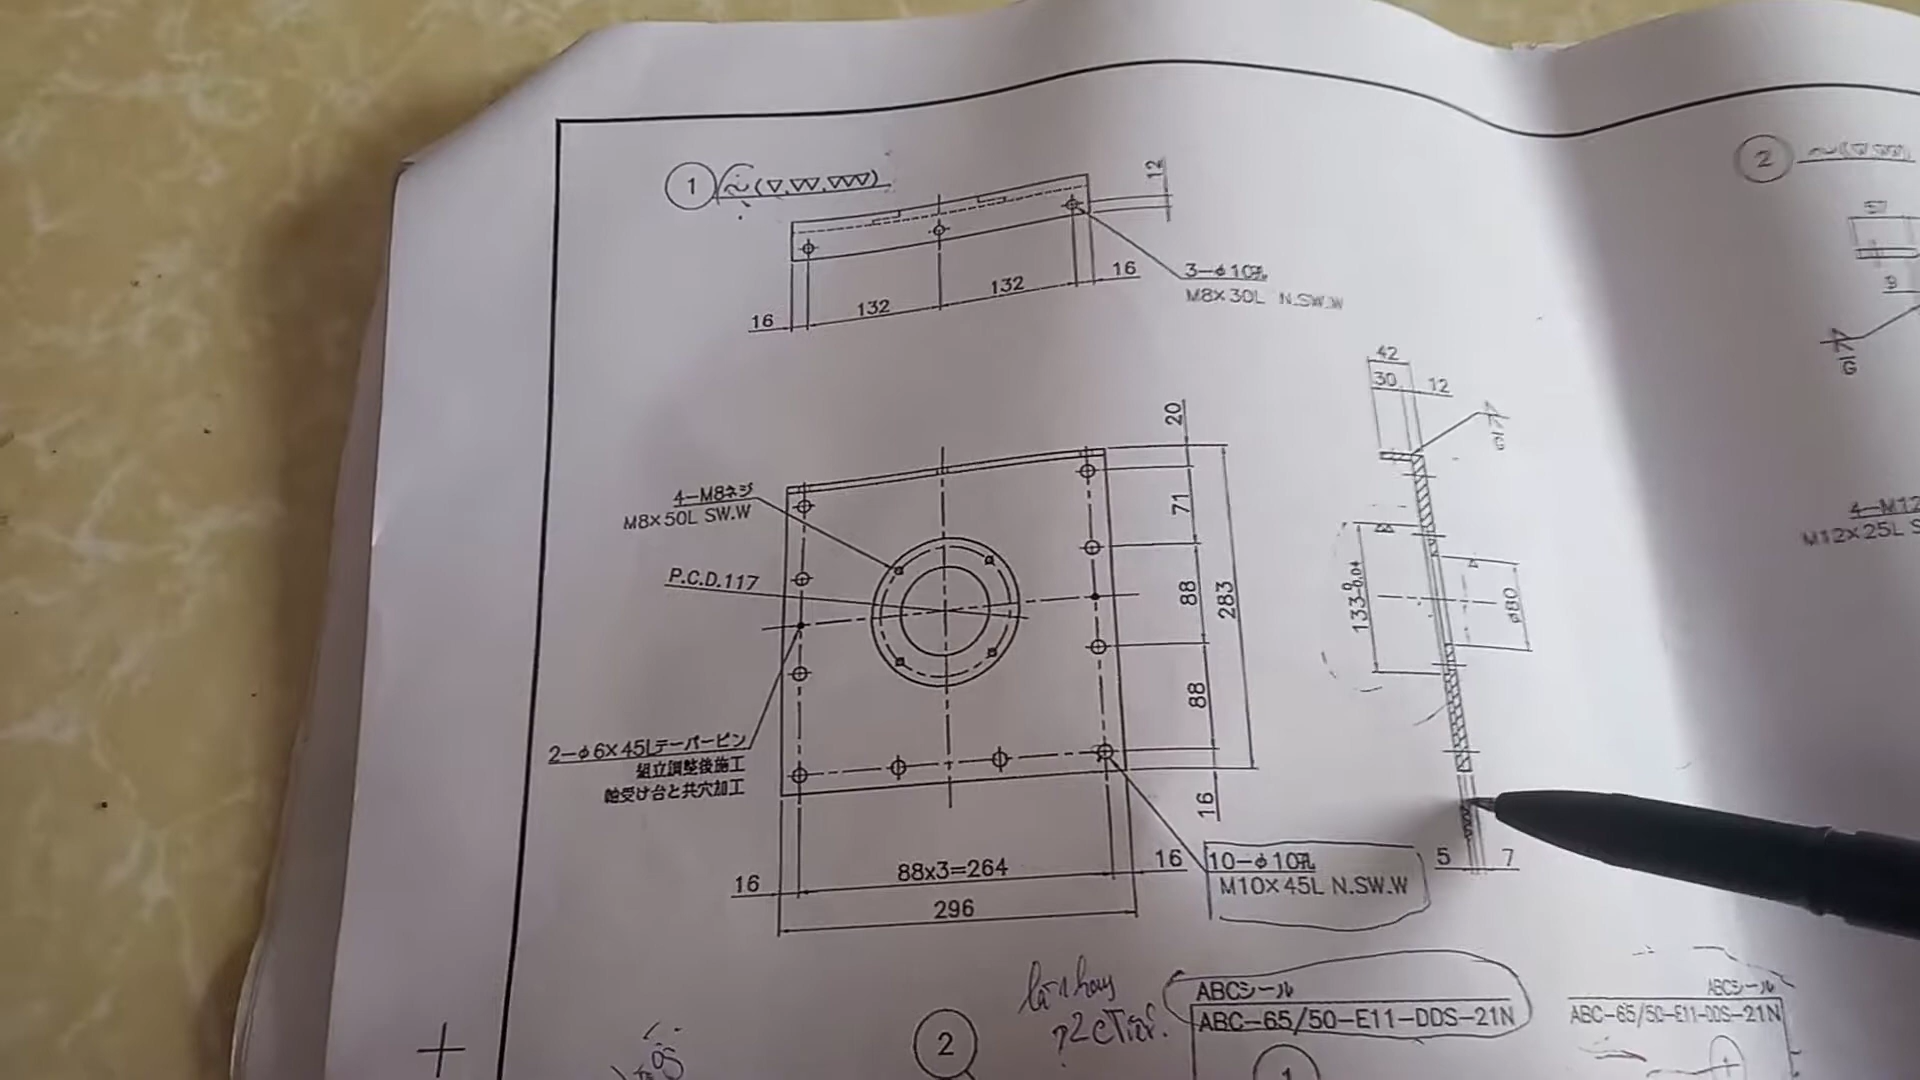 1 ~(▽,▽▽,▽▽▽)
12
3-φ10孔
M8×30L N.SW.W
16
132
132
16
2
57
9
G
42
30
12
20
71
88
88
283
16
4-M8ネジ
M8×50L SW.W
P.C.D.117
2-φ6×45Lテーパーピン
組立調整後施工
軸受け台と共穴加工
133-0.04 0
φ80
4-M12
M12×25L S
16
88x3=264
16
296
10-φ10孔
M10×45L N.SW.W
5
7
ABCシール
ABC-65/50-E11-DDS-21N
ABCシール
ABC-65/50-E11-DDS-21N
2
1